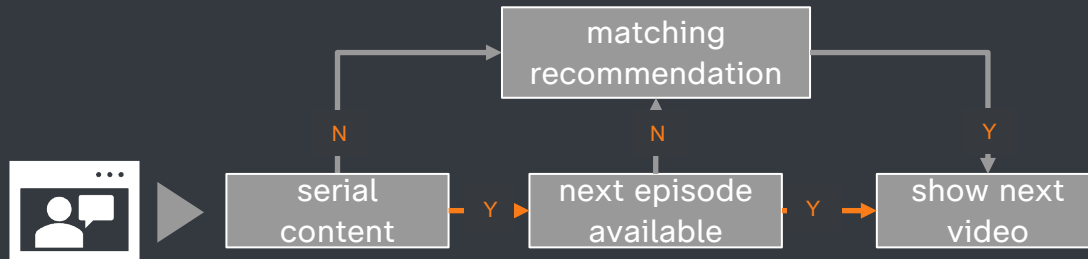 matching
recommendation
N
N
Y
serial
content
Y
next episode
available
Y
show next
video